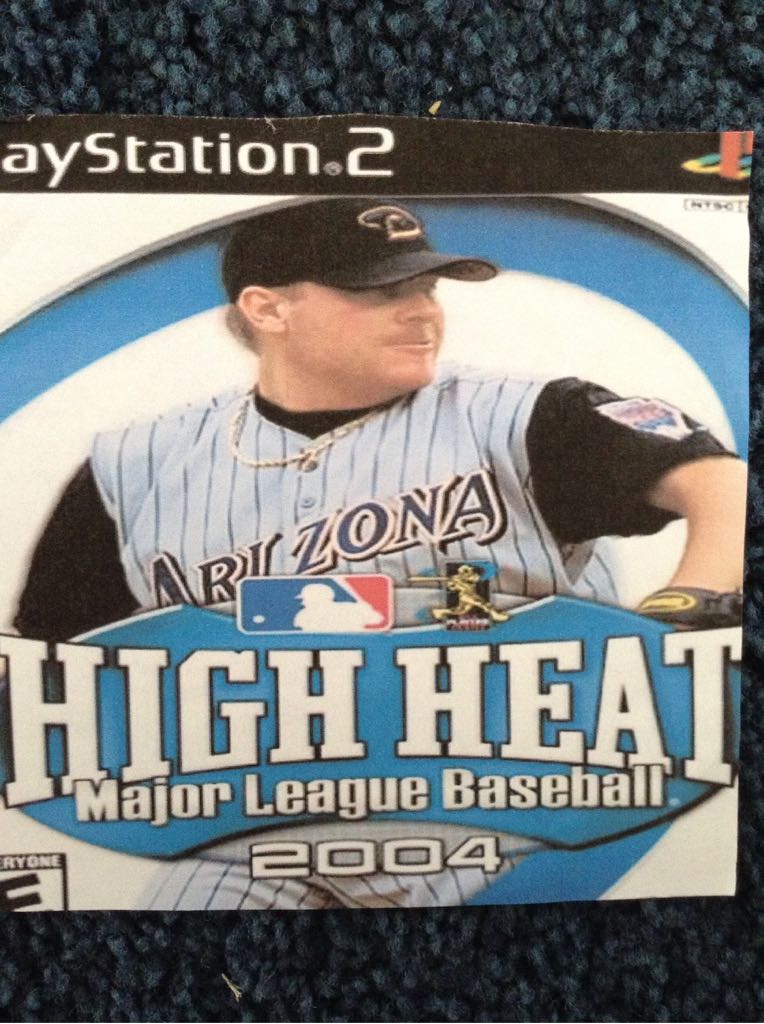 ayStation®2
NTSC
ARIZONA
HIGH HEAT
Major League Baseball
2004
ERYONE
E